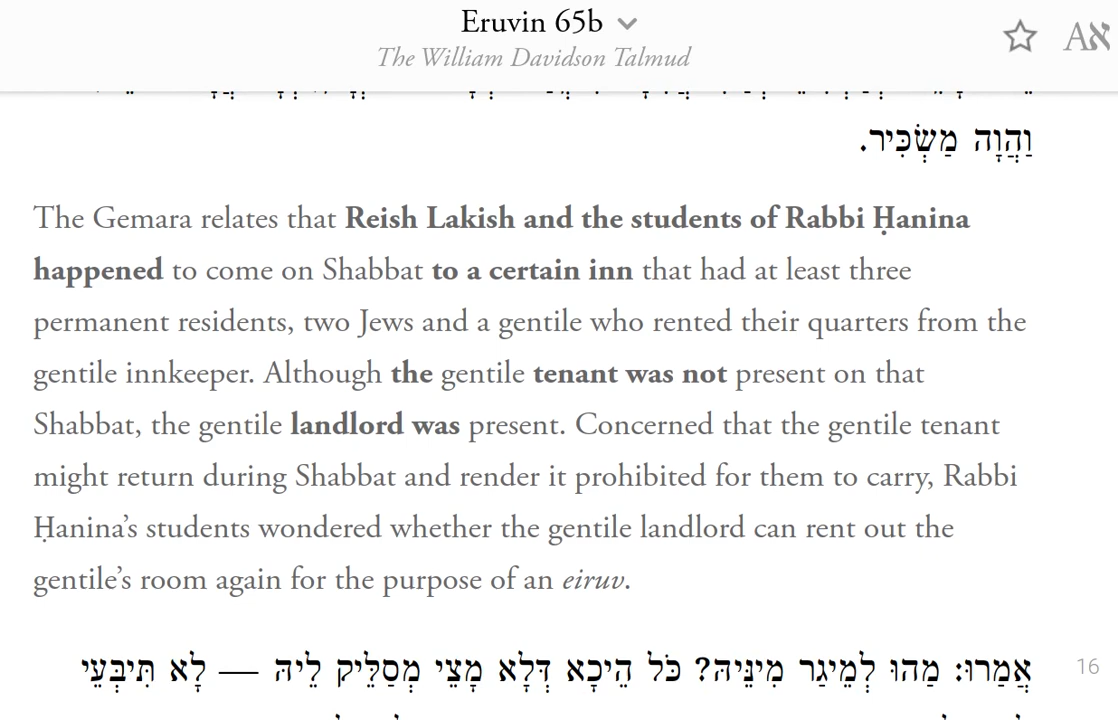 Eruvin 65b
The William Davidson Talmud
Aא
וַהֲוָה מַשְׂכִּיר.
The Gemara relates that Reish Lakish and the students of Rabbi Ḥanina
happened to come on Shabbat to a certain inn that had at least three
permanent residents, two Jews and a gentile who rented their quarters from the
gentile innkeeper. Although the gentile tenant was not present on that
Shabbat, the gentile landlord was present. Concerned that the gentile tenant
might return during Shabbat and render it prohibited for them to carry, Rabbi
Ḥanina’s students wondered whether the gentile landlord can rent out the
gentile’s room again for the purpose of an eiruv.
אֲמַרוּ: מַהוּ לְמֵיגַר מִינֵּיהּ? כֹּל הֵיכָא דְּלָא מָצֵי מְסַלֵּיק לֵיהּ — לָא תִּיבְּעֵי
16